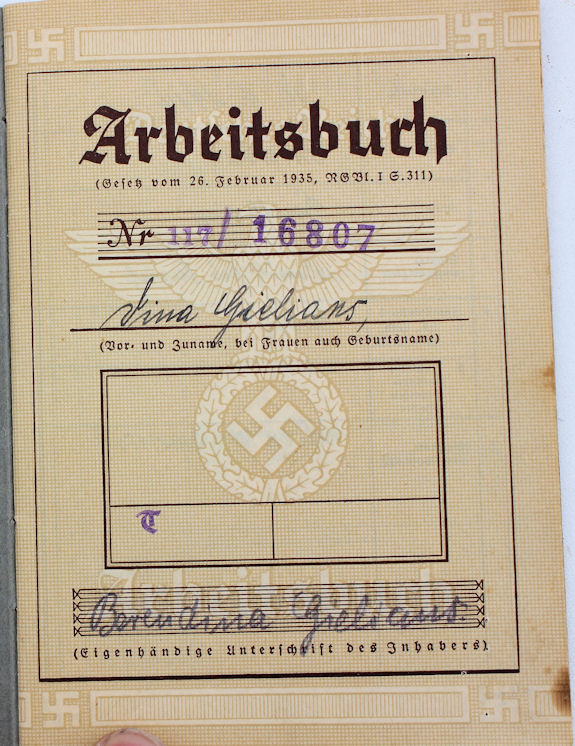 Arbeitsbuch
(Gesetz vom 26. Februar 1935, RGBl. I S. 311)
Nr 117/ 16807
Dina Gielians,
(Vor- und Zuname, bei Frauen auch Geburtsname)
T
Arbeitsbuch
Berendina Gielians.
(Eigenhändige Unterschrift des Inhabers)